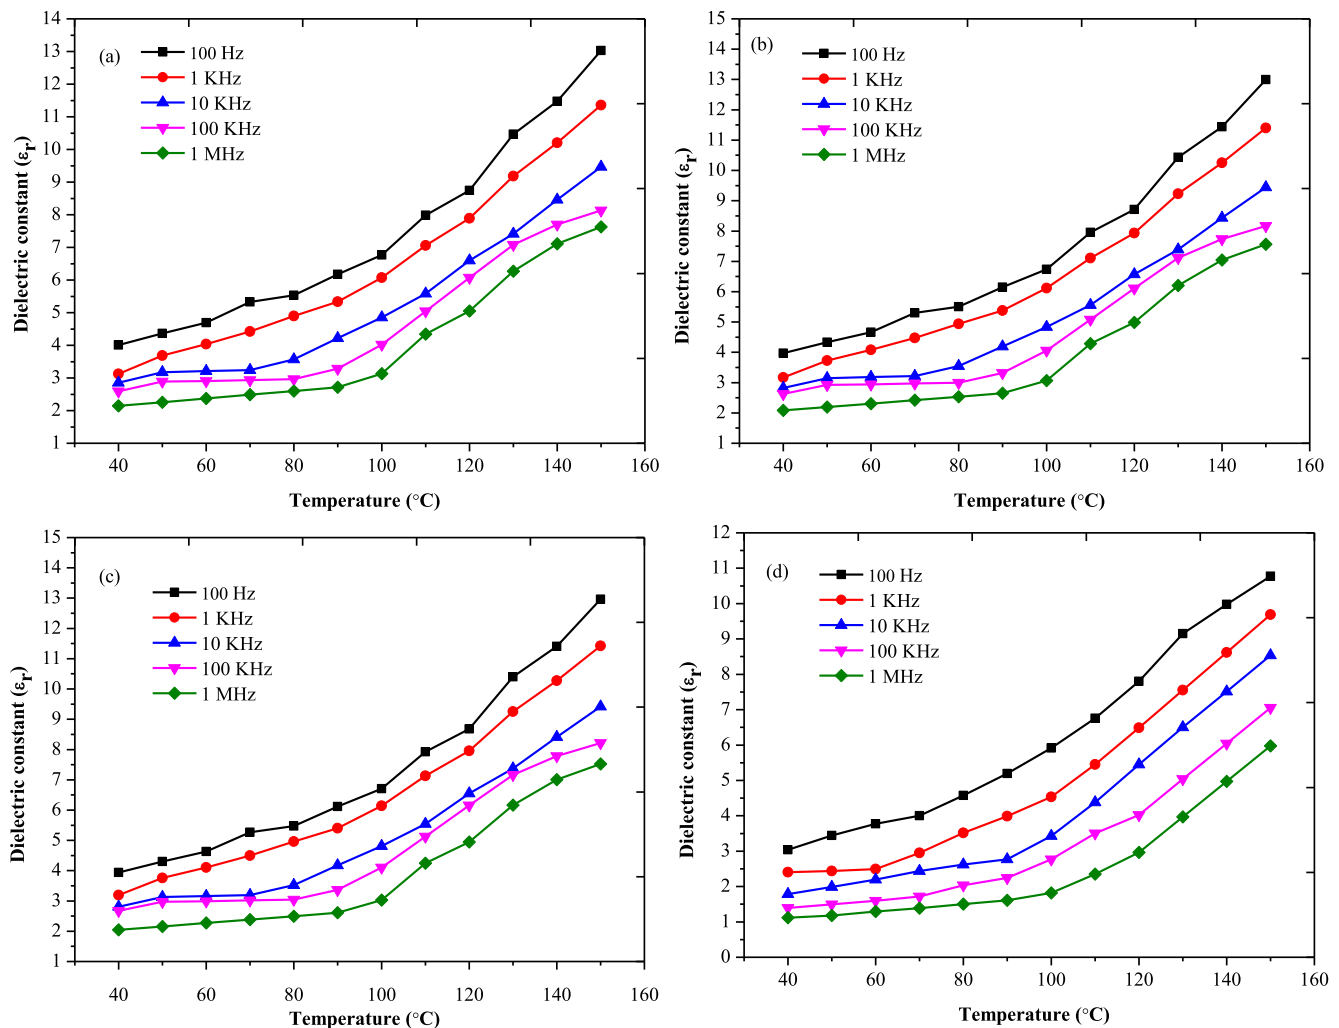 (a)
100 Hz
1 KHz
10 KHz
100 KHz
1 MHz
Dielectric constant (εr)
14
13
12
11
10
9
8
7
6
5
4
3
2
1
40 60 80 100 120 140 160
Temperature (°C)
(b)
100 Hz
1 KHz
10 KHz
100 KHz
1 MHz
Dielectric constant (εr)
15
14
13
12
11
10
9
8
7
6
5
4
3
2
1
40 60 80 100 120 140 160
Temperature (°C)
(c)
100 Hz
1 KHz
10 KHz
100 KHz
1 MHz
Dielectric constant (εr)
15
14
13
12
11
10
9
8
7
6
5
4
3
2
1
40 60 80 100 120 140 160
Temperature (°C)
(d)
100 Hz
1 KHz
10 KHz
100 KHz
1 MHz
Dielectric constant (εr)
12
11
10
9
8
7
6
5
4
3
2
1
0
40 60 80 100 120 140 160
Temperature (°C)